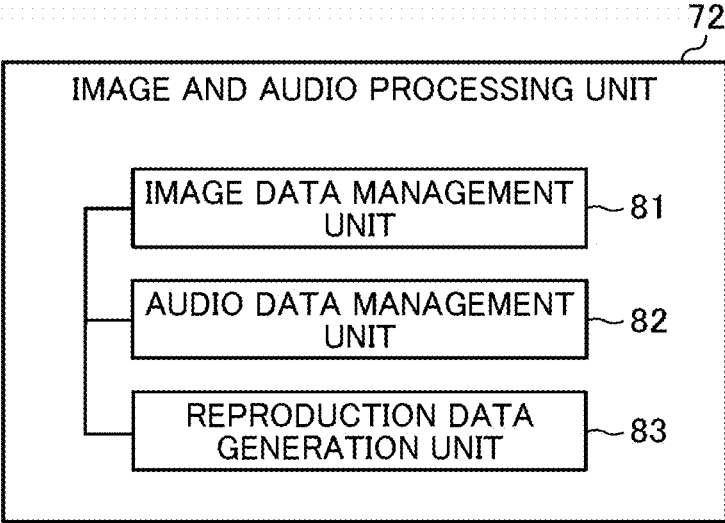 72
IMAGE AND AUDIO PROCESSING UNIT
IMAGE DATA MANAGEMENT
UNIT
81
AUDIO DATA MANAGEMENT
UNIT
82
REPRODUCTION DATA
GENERATION UNIT
83